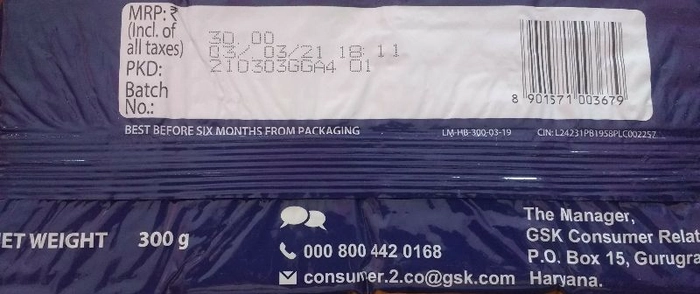 MRP: ₹
(Incl. of
all taxes)
PKD:
Batch
No.:
30.00
03/ 03/21 18 11
210303GGA4 01
8 901571 003679
BEST BEFORE SIX MONTHS FROM PACKAGING
LM-HB-300-03-19
CIN: L24231PB1958PLC002257
ET WEIGHT 300 g
000 800 442 0168
consumer.2.co@gsk.com
The Manager,
GSK Consumer Relat
P.O. Box 15, Gurugra
Haryana.